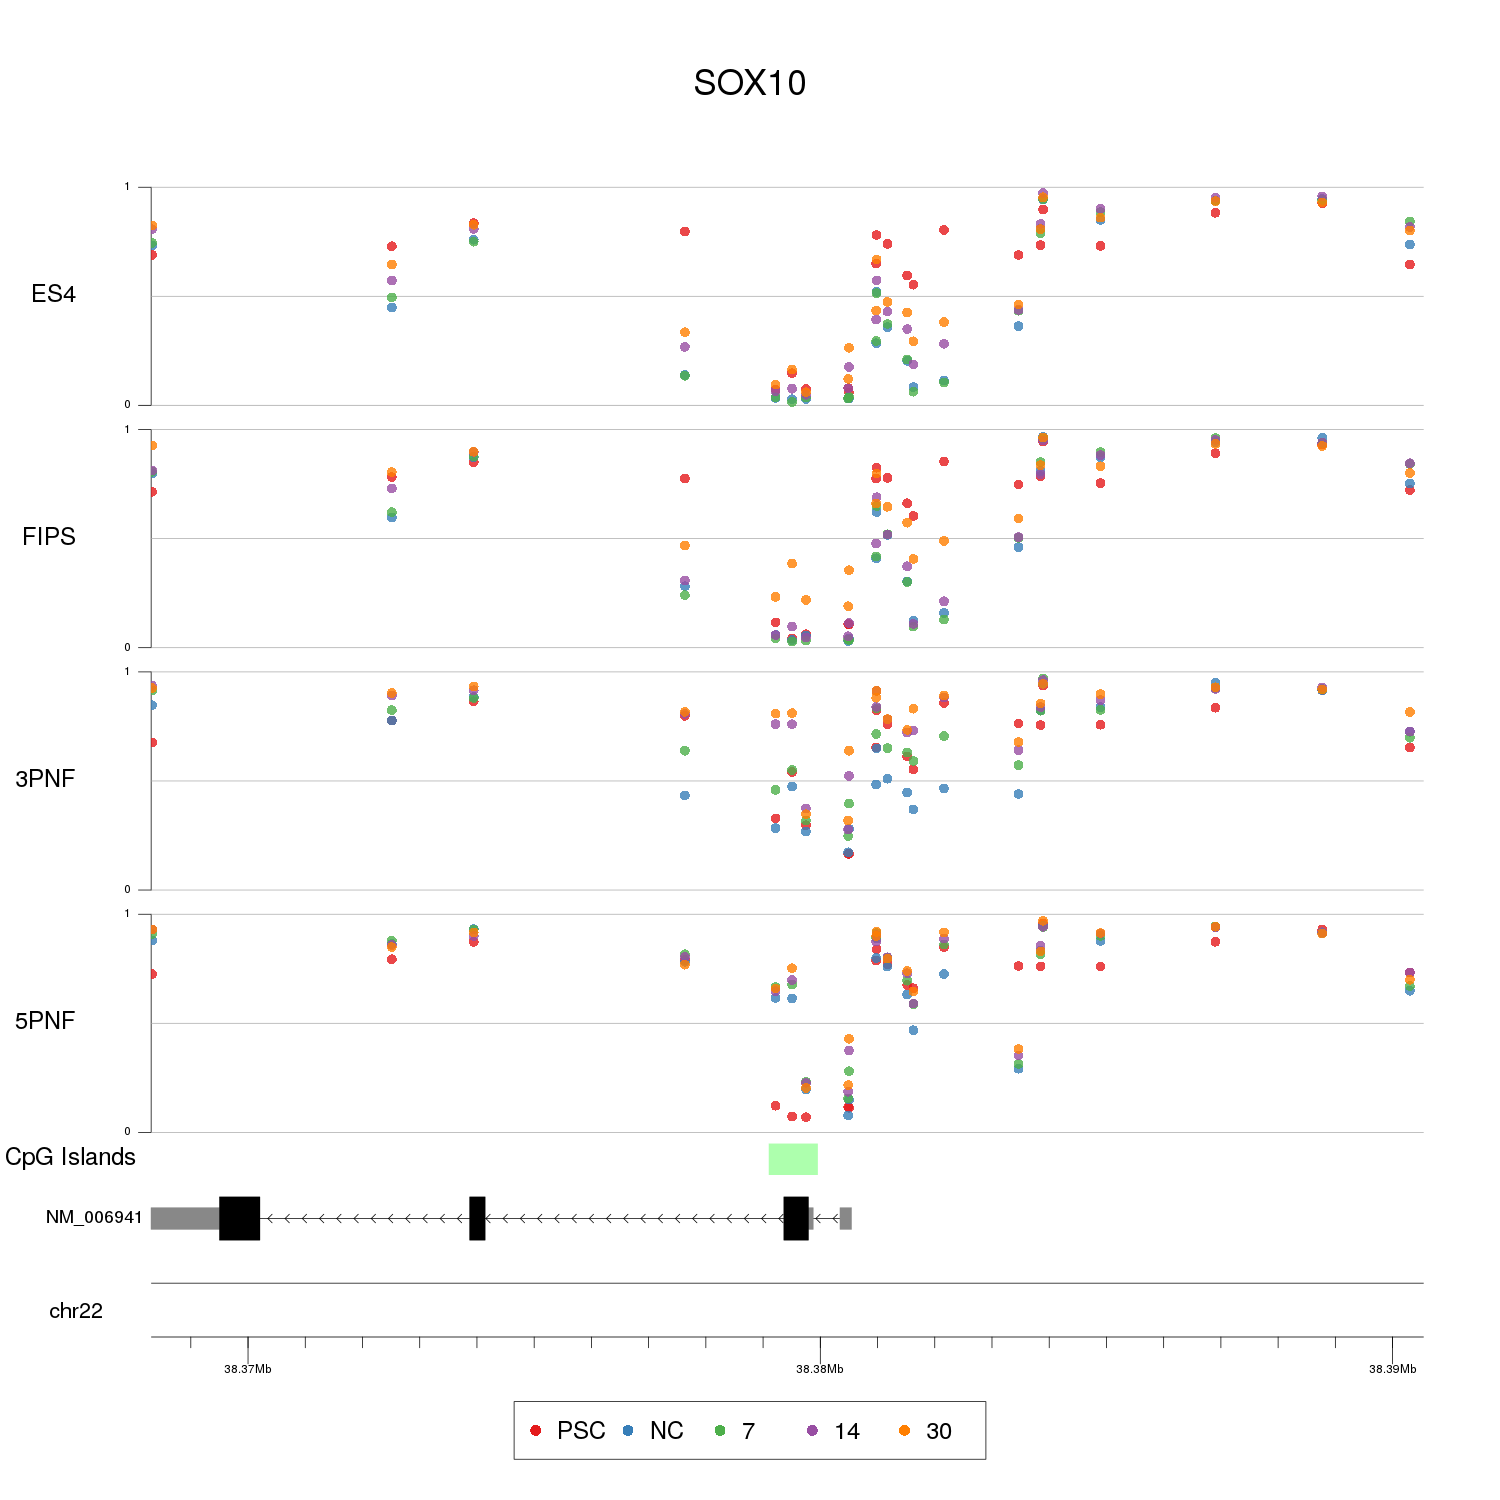 SOX10
1
ES4
0
1
FIPS
0
1
3PNF
0
1
5PNF
0
CpG Islands
NM_006941
chr22
38.37Mb 38.38Mb 38.39Mb
PSC NC 7 14 30